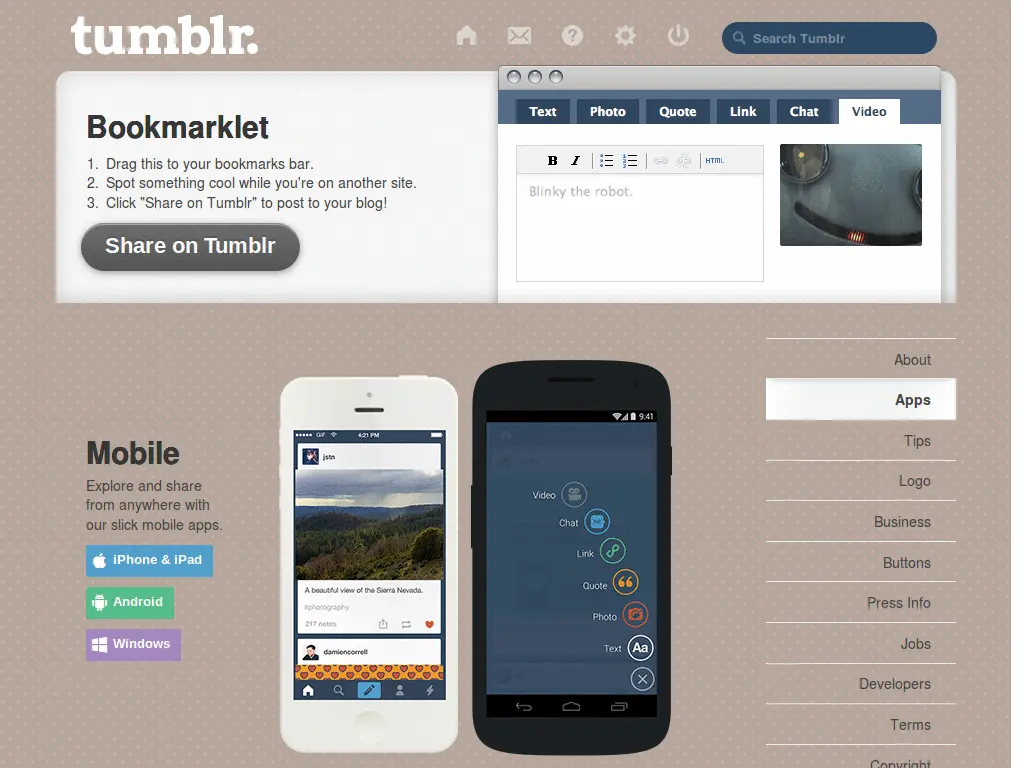 tumblr.
Search Tumblr
Bookmarklet
1. Drag this to your bookmarks bar.
2. Spot something cool while you're on another site.
3. Click "Share on Tumblr" to post to your blog!
Share on Tumblr
Text Photo Quote Link Chat Video
B I HTML
Blinky the robot.
Mobile
Explore and share
from anywhere with
our slick mobile apps.
iPhone & iPad
Android
Windows
GIF 4:21 PM
jstn
A beautiful view of the Sierra Nevada.
#photography
217 notes
damiencorrell
9:41
Video
Chat
Link
Quote
Photo
Text Aa
About
Apps
Tips
Logo
Business
Buttons
Press Info
Jobs
Developers
Terms
Copyright